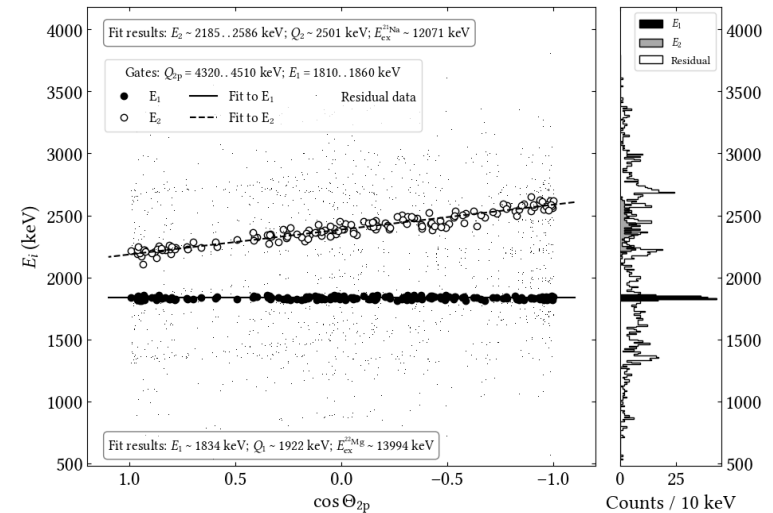 Fit results: E₂ ~ 2185..2586 keV; Q₂ ~ 2501 keV; E_ex^{21Na} ~ 12071 keV
Gates: Q₂ₚ = 4320..4510 keV; E₁ = 1810..1860 keV
E₁ Fit to E₁ Residual data
E₂ Fit to E₂
Fit results: E₁ ~ 1834 keV; Q₁ ~ 1922 keV; E_ex^{22Mg} ~ 13994 keV
4000
3500
3000
2500
2000
1500
1000
500
Eᵢ (keV)
1.0 0.5 0.0 −0.5 −1.0
cos Θ₂ₚ
E₁
E₂
Residual
4000
3500
3000
2500
2000
1500
1000
500
0 25
Counts / 10 keV